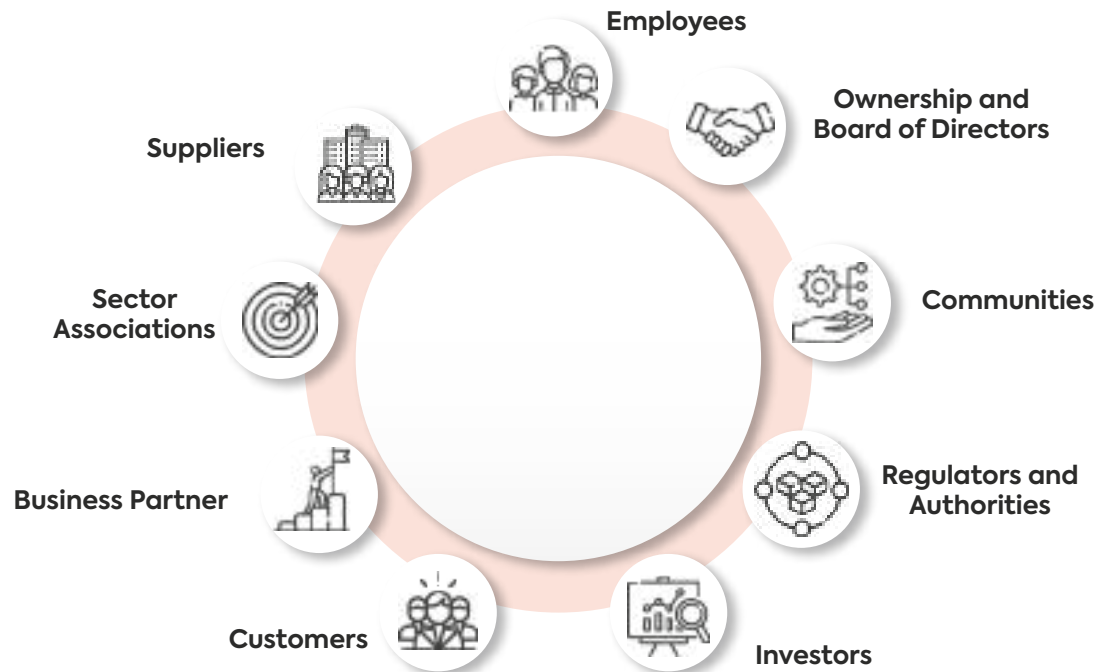 Employees
Ownership and
Board of Directors
Suppliers
Communities
Sector
Associations
Regulators and
Authorities
Business Partner
Customers
Investors